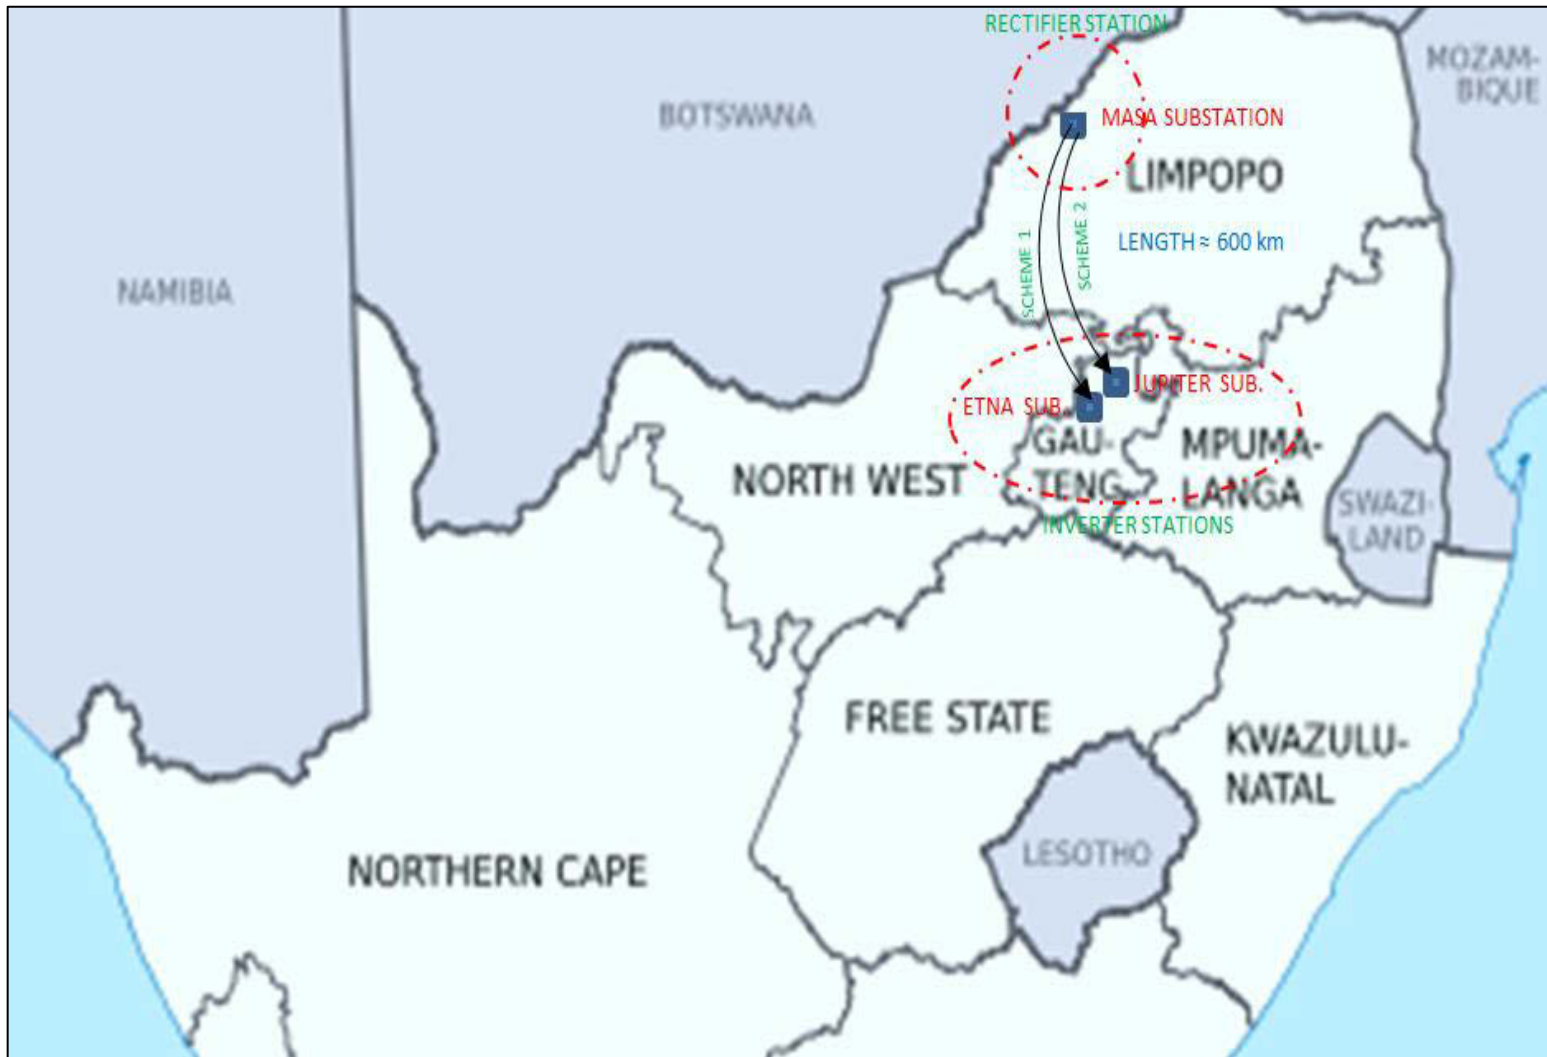 RECTIFIER STATION
MOZAM-
BIQUE
BOTSWANA
MASA SUBSTATION
LIMPOPO
SCHEME 1
SCHEME 2
LENGTH ≈ 600 km
NAMIBIA
JUPITER SUB.
ETNA SUB.
GAU-
TENG
MPUMA-
LANGA
NORTH WEST
SWAZI-
LAND
INVERTER STATIONS
FREE STATE
KWAZULU-
NATAL
LESOTHO
NORTHERN CAPE